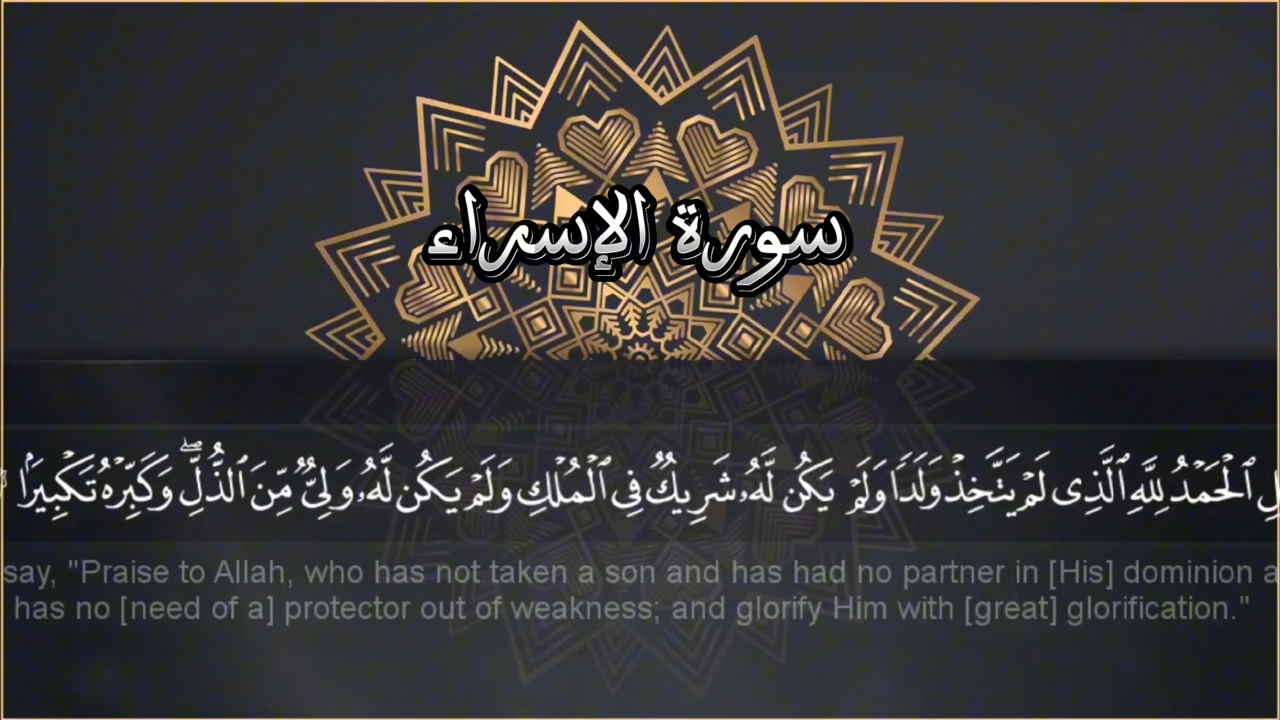 سورة الإسراء
ٱلْحَمْدُ لِلَّهِ ٱلَّذِى لَمْ يَتَّخِذْ وَلَدًا وَلَمْ يَكُن لَّهُۥ شَرِيكٌ فِى ٱلْمُلْكِ وَلَمْ يَكُن لَّهُۥ وَلِىٌّ مِّنَ ٱلذُّلِّ ۖ وَكَبِّرْهُ تَكْبِيرًۢا
say, "Praise to Allah, who has not taken a son and has had no partner in [His] dominion a
has no [need of a] protector out of weakness; and glorify Him with [great] glorification."